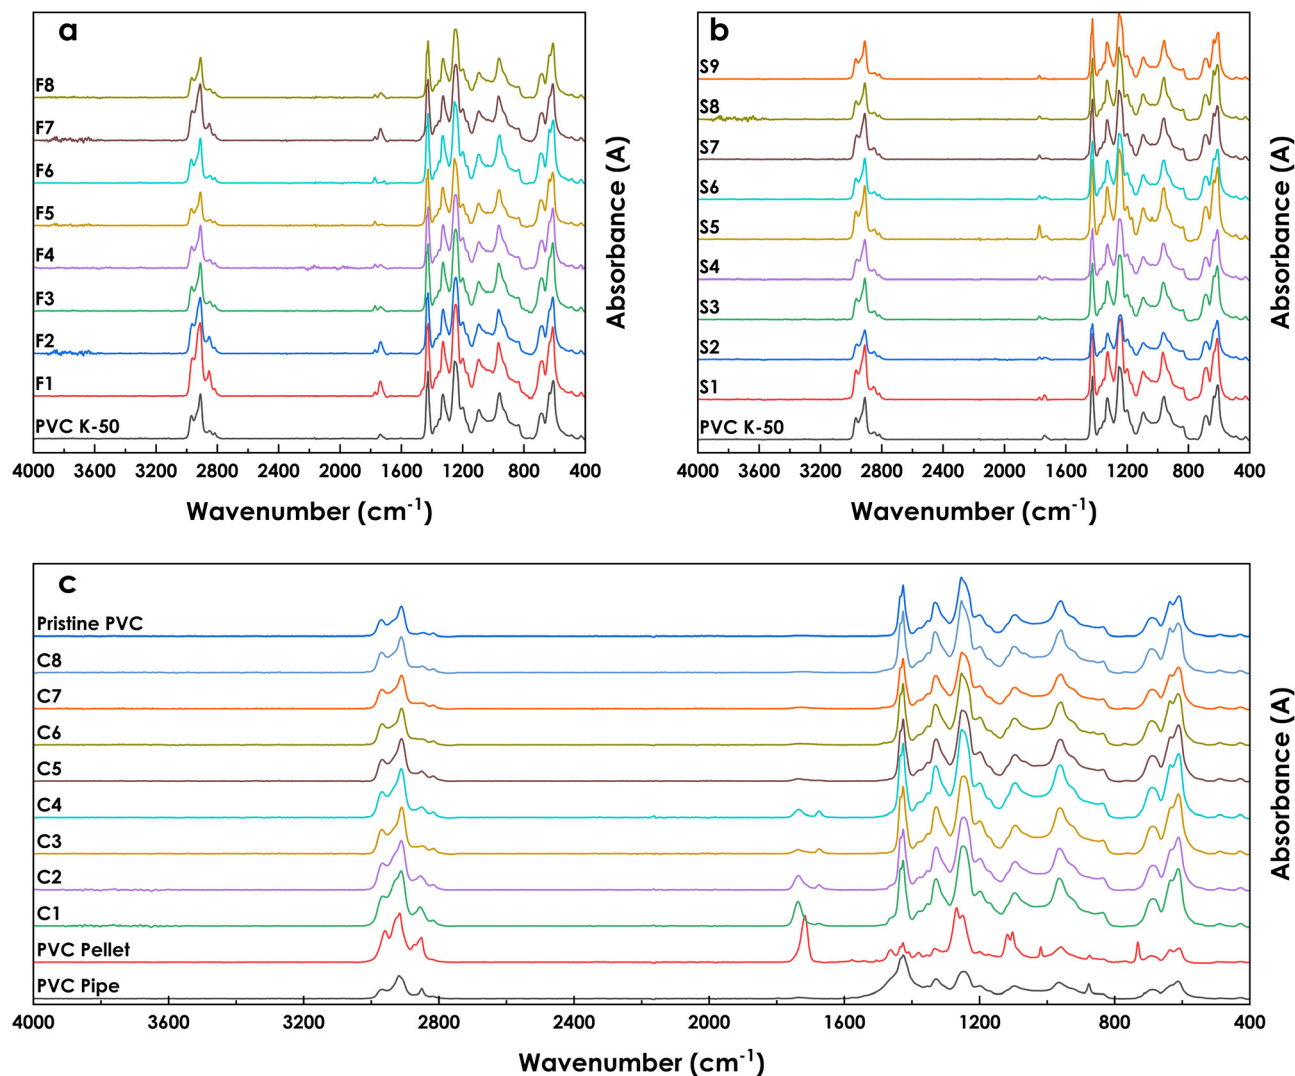 a
F8
F7
F6
F5
F4
F3
F2
F1
PVC K-50
4000 3600 3200 2800 2400 2000 1600 1200 800 400
Wavenumber (cm⁻¹)
Absorbance (A)
b
S9
S8
S7
S6
S5
S4
S3
S2
S1
PVC K-50
4000 3600 3200 2800 2400 2000 1600 1200 800 400
Wavenumber (cm⁻¹)
Absorbance (A)
c
Pristine PVC
C8
C7
C6
C5
C4
C3
C2
C1
PVC Pellet
PVC Pipe
4000 3600 3200 2800 2400 2000 1600 1200 800 400
Wavenumber (cm⁻¹)
Absorbance (A)